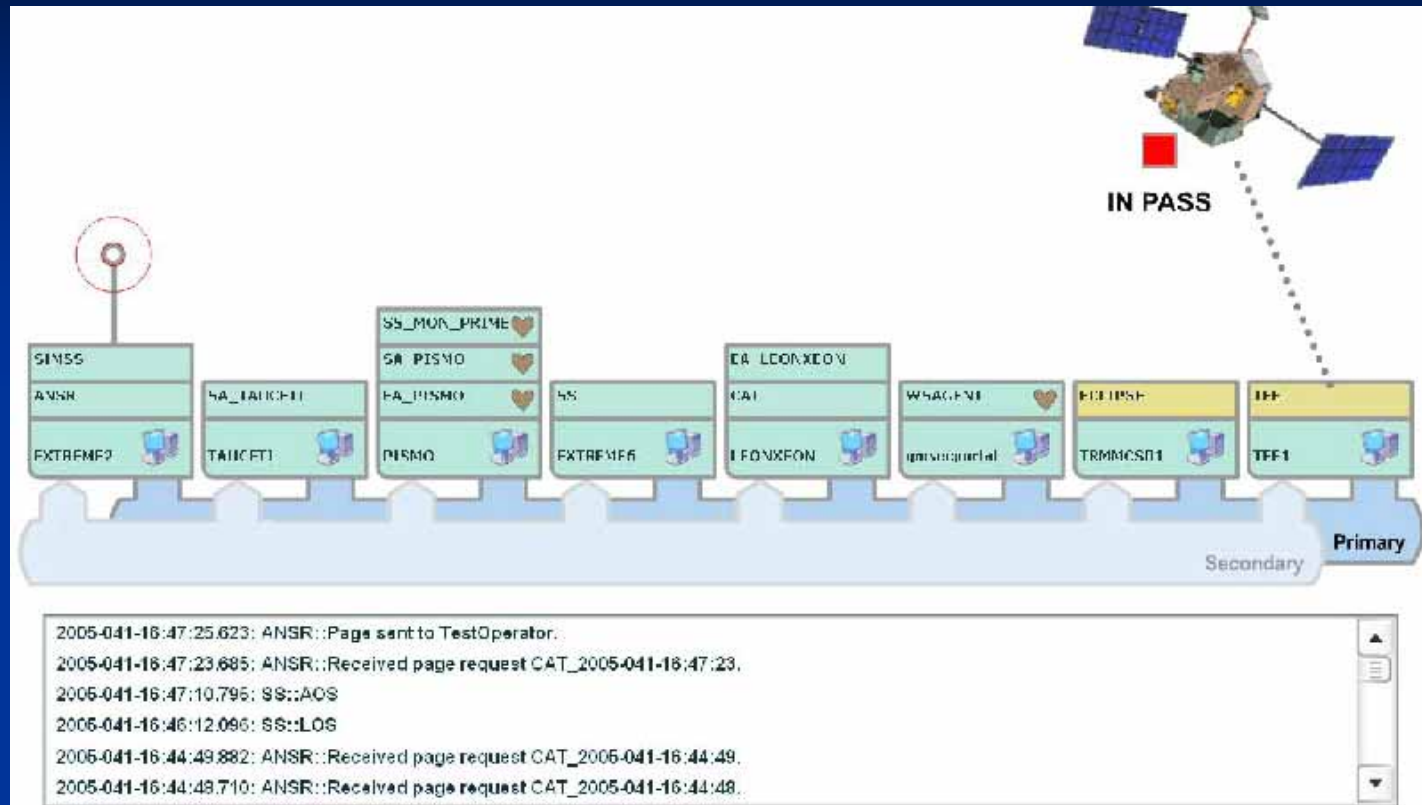 IN PASS
SS_MON_PRIME
SIMSS
SA_PISMO
EA_LEONXEON
ANSR
SA_TAUCETI
EA_PISMO
SS
CAT
WSAGENT
ECLIPSE
EXTREME2
TAUCETI
PISMO
EXTREME6
LEONXEON
TRMMCS01
Primary
Secondary
2005-041-16:47:25.623: ANSR::Page sent to TestOperator.
2005-041-16:47:23.685: ANSR::Received page request CAT_2005-041-16:47:23.
2005-041-16:47:10.795: SS::AOS
2005-041-16:46:12.096: SS::LOS
2005-041-16:44:49.882: ANSR::Received page request CAT_2005-041-16:44:49.
2005-041-16:44:48.710: ANSR::Received page request CAT_2005-041-16:44:48.